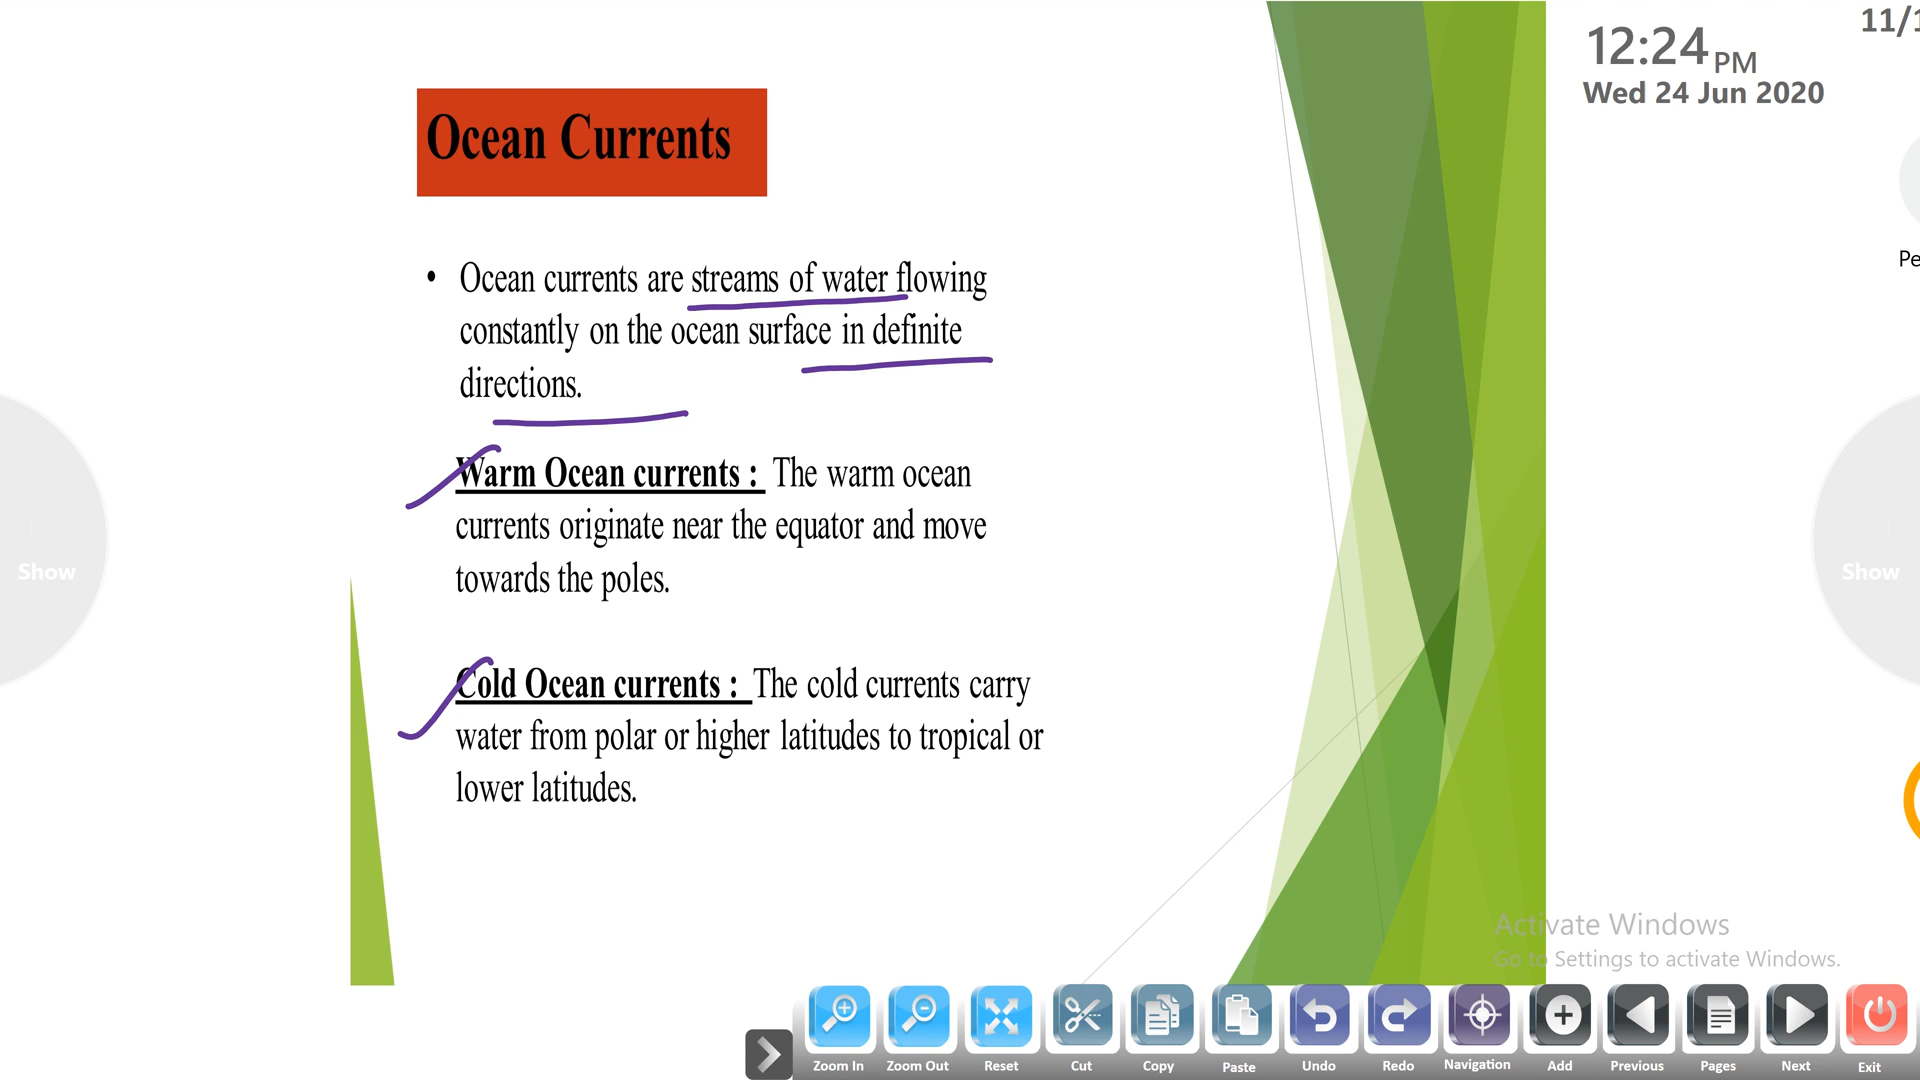 11/1
12:24 PM
Wed 24 Jun 2020
Ocean Currents
• Ocean currents are streams of water flowing
constantly on the ocean surface in definite
directions.
Warm Ocean currents : The warm ocean
currents originate near the equator and move
towards the poles.
Cold Ocean currents : The cold currents carry
water from polar or higher latitudes to tropical or
lower latitudes.
Pe
Show
Show
Activate Windows
Go to Settings to activate Windows.
Zoom In Zoom Out Reset Cut Copy Paste Undo Redo Navigation Add Previous Pages Next Exit